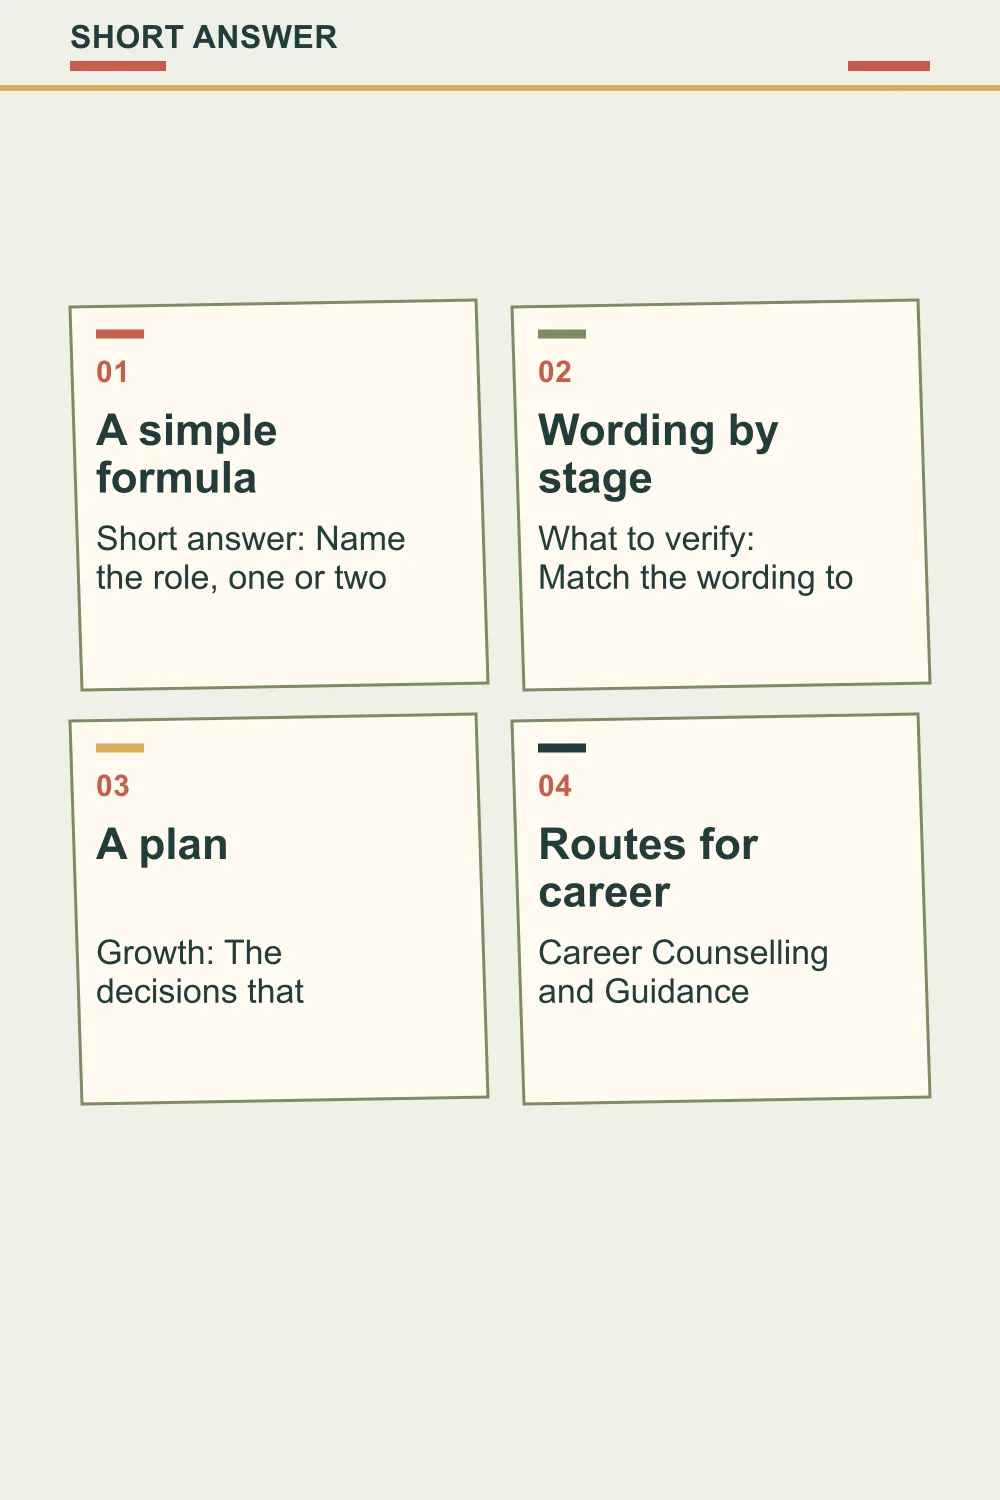 SHORT ANSWER
01
A simple
formula
Short answer: Name
the role, one or two
02
Wording by
stage
What to verify:
Match the wording to
03
A plan
Growth: The
decisions that
04
Routes for
career
Career Counselling
and Guidance